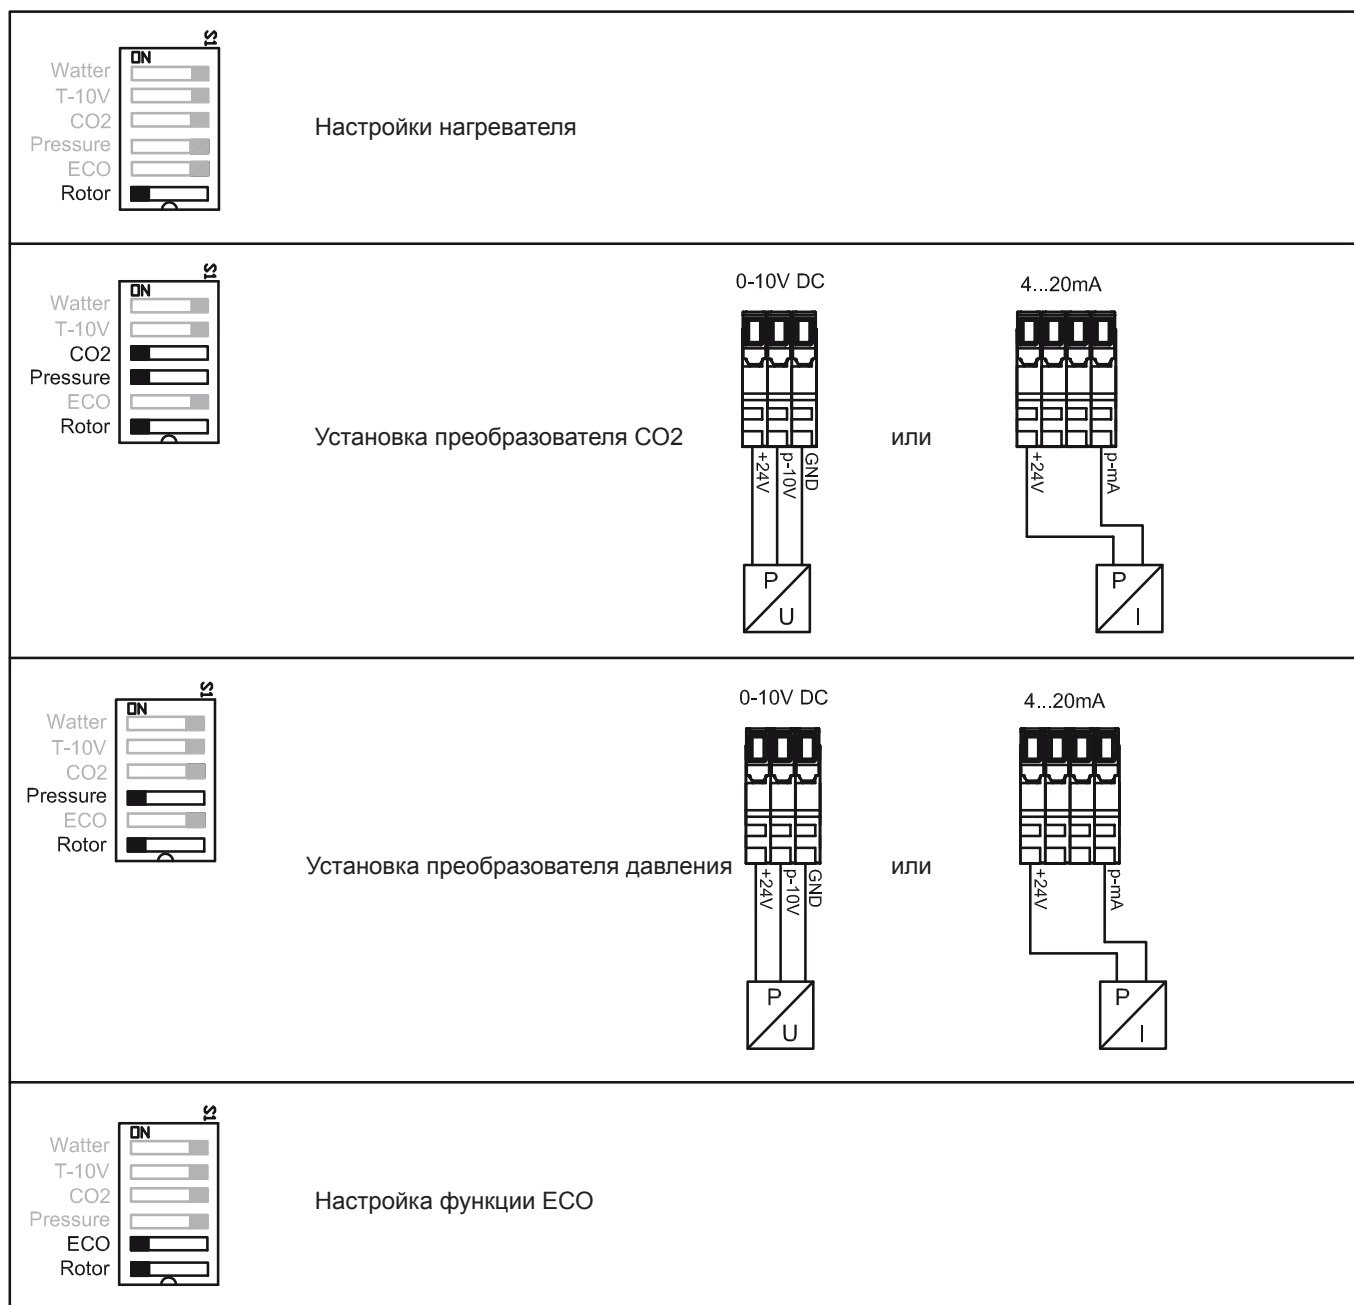 S1
ON
Watter
T-10V
CO2
Pressure
ECO
Rotor
Настройки нагревателя
S1
ON
Watter
T-10V
CO2
Pressure
ECO
Rotor
Установка преобразователя CO2
0-10V DC
+24V
p-10V
GND
P
U
или
4...20mA
+24V
p-mA
P
I
S1
ON
Watter
T-10V
CO2
Pressure
ECO
Rotor
Установка преобразователя давления
0-10V DC
+24V
p-10V
GND
P
U
или
4...20mA
+24V
p-mA
P
I
S1
ON
Watter
T-10V
CO2
Pressure
ECO
Rotor
Настройка функции ECO